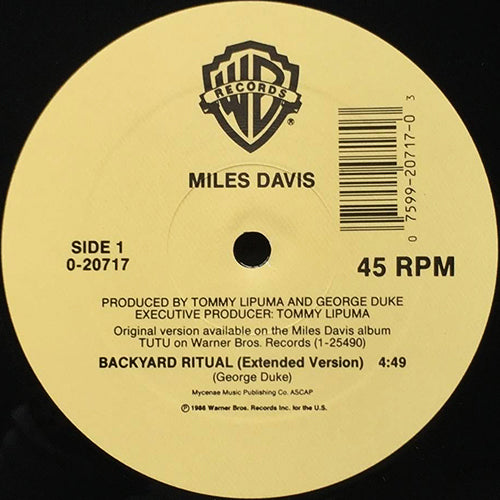 WB
RECORDS
®
MILES DAVIS
0 7599-20717-0 3
SIDE 1
0-20717
45 RPM
PRODUCED BY TOMMY LIPUMA AND GEORGE DUKE
EXECUTIVE PRODUCER: TOMMY LIPUMA
Original version available on the Miles Davis album
TUTU on Warner Bros. Records (1-25490)
BACKYARD RITUAL (Extended Version) 4:49
(George Duke)
Mycenae Music Publishing Co. ASCAP
℗ 1986 Warner Bros. Records Inc. for the U.S.